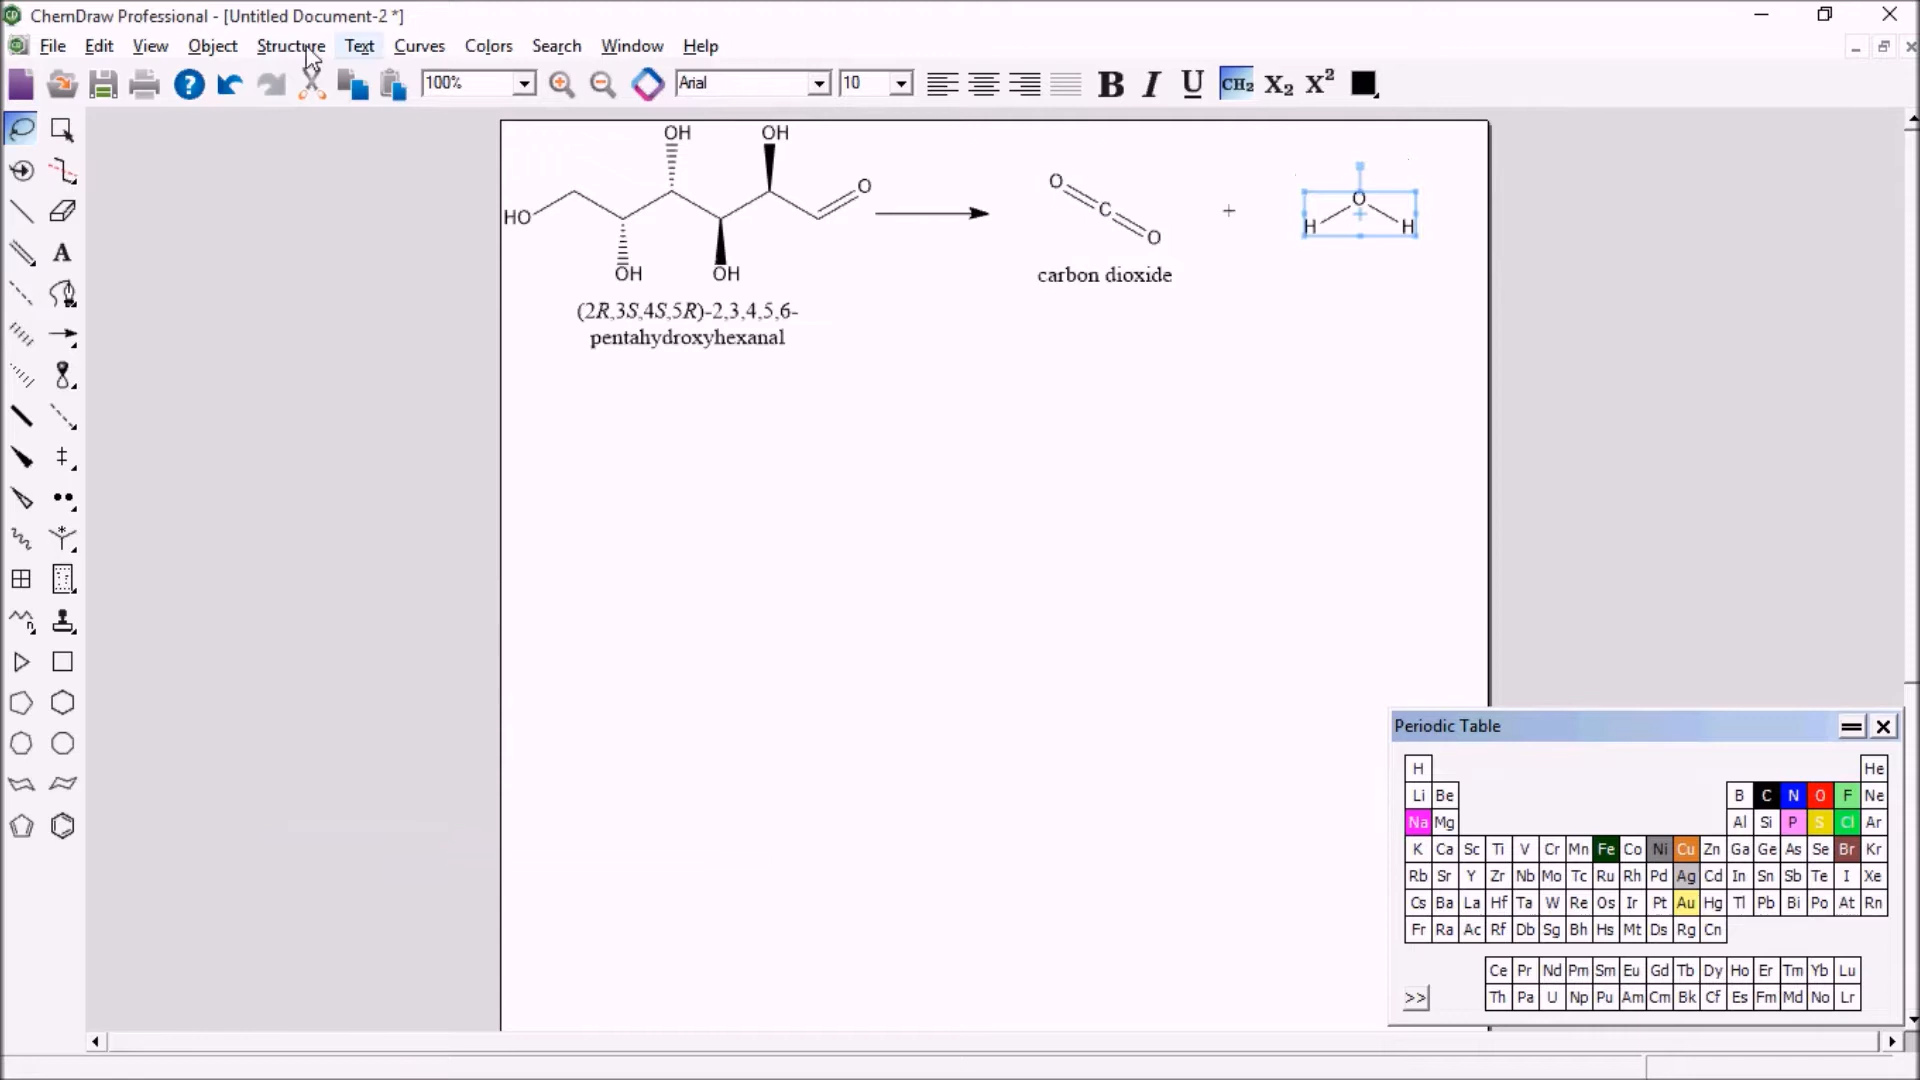 ChemDraw Professional - [Untitled Document-2 *]
File Edit View Object Structure Text Curves Colors Search Window Help
100% Arial 10 B I U CH₂ X₂ X²
A
n
OH OH
O
HO
OH OH
(2R,3S,4S,5R)-2,3,4,5,6-
pentahydroxyhexanal
O
C
O
carbon dioxide
+
O
H H
Periodic Table
H He
Li Be B C N O F Ne
Na Mg Al Si P S Cl Ar
K Ca Sc Ti V Cr Mn Fe Co Ni Cu Zn Ga Ge As Se Br Kr
Rb Sr Y Zr Nb Mo Tc Ru Rh Pd Ag Cd In Sn Sb Te I Xe
Cs Ba La Hf Ta W Re Os Ir Pt Au Hg Tl Pb Bi Po At Rn
Fr Ra Ac Rf Db Sg Bh Hs Mt Ds Rg Cn
Ce Pr Nd Pm Sm Eu Gd Tb Dy Ho Er Tm Yb Lu
>> Th Pa U Np Pu Am Cm Bk Cf Es Fm Md No Lr